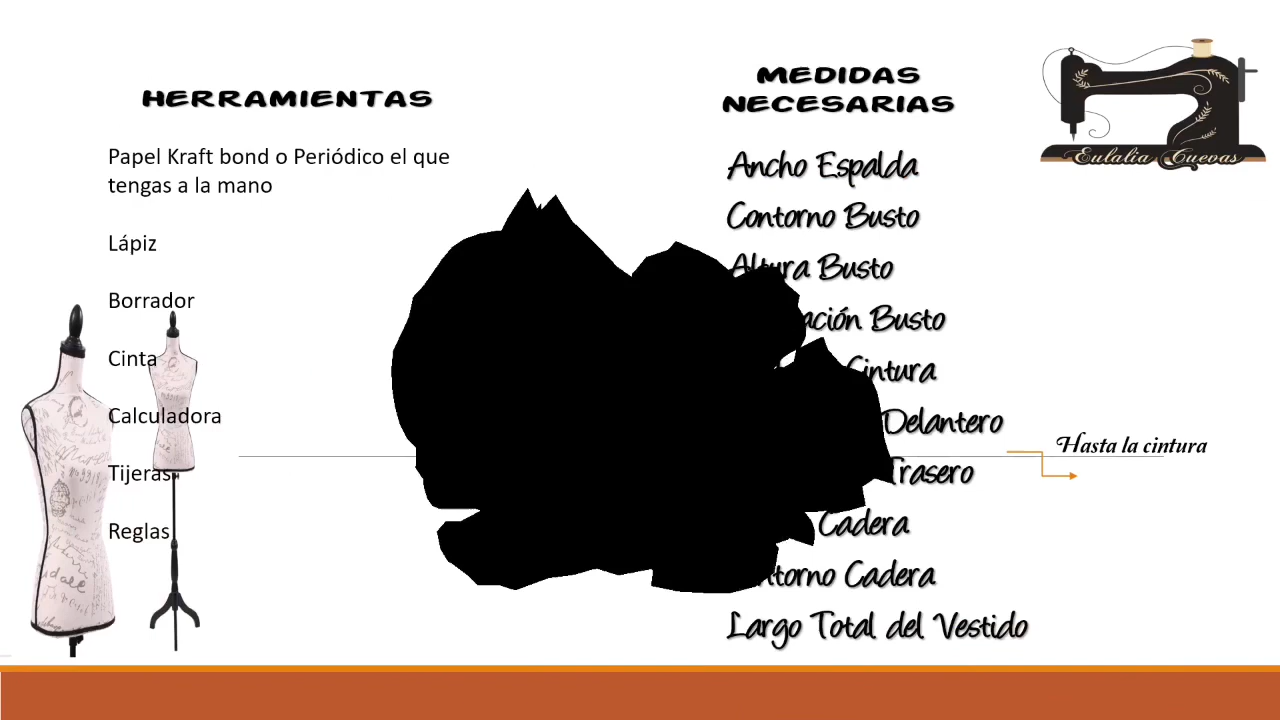 HERRAMIENTAS
Papel Kraft bond o Periódico el que
tengas a la mano
Lápiz
Borrador
Cinta
Calculadora
Tijeras
Reglas
MEDIDAS
NECESARIAS
Ancho Espalda
Contorno Busto
Altura Busto
Busto
Cintura
Delantero
Trasero
Cadera
Cadera
Largo Total del Vestido
Hasta la cintura
Eulalia Cuevas